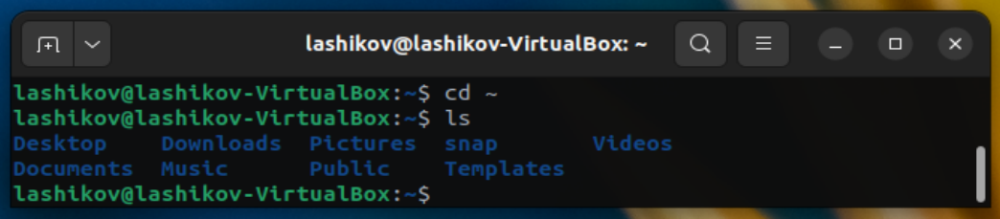 lashikov@lashikov-VirtualBox: ~
lashikov@lashikov-VirtualBox:~$ cd ~
lashikov@lashikov-VirtualBox:~$ ls
Desktop    Downloads  Pictures  snap       Videos
Documents  Music      Public    Templates
lashikov@lashikov-VirtualBox:~$